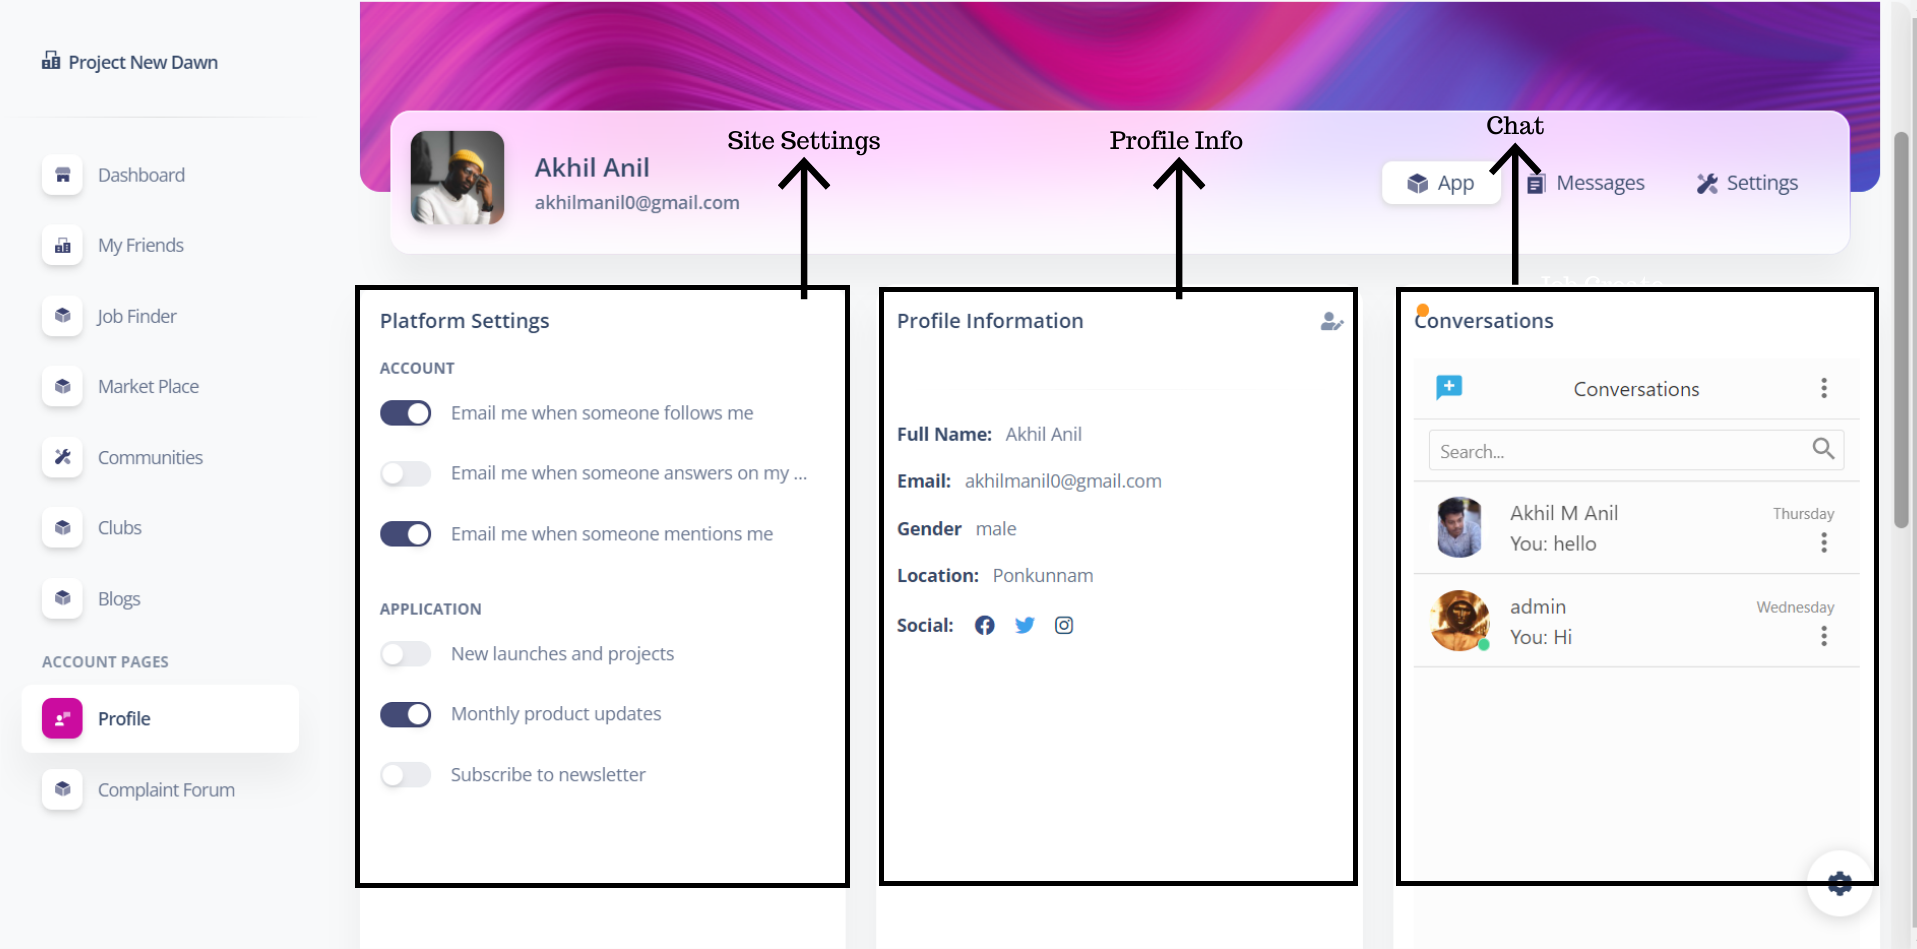 Project New Dawn
Dashboard
My Friends
Job Finder
Market Place
Communities
Clubs
Blogs
ACCOUNT PAGES
Profile
Complaint Forum
Akhil Anil
akhilmanil0@gmail.com
Site Settings
Profile Info
Chat
App
Messages
Settings
Job Create
Platform Settings
ACCOUNT
Email me when someone follows me
Email me when someone answers on my ...
Email me when someone mentions me
APPLICATION
New launches and projects
Monthly product updates
Subscribe to newsletter
Profile Information
Full Name: Akhil Anil
Email: akhilmanil0@gmail.com
Gender male
Location: Ponkunnam
Social:
Conversations
Conversations
Search...
Akhil M Anil Thursday
You: hello
admin Wednesday
You: Hi